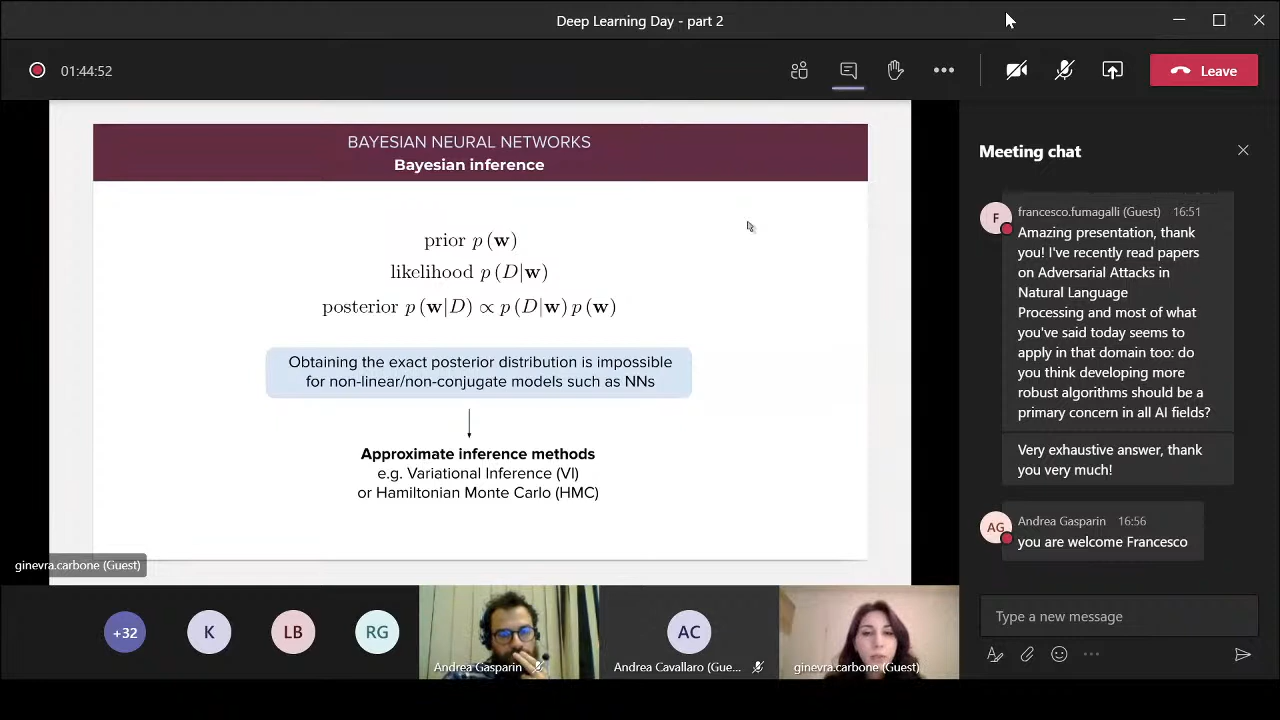 Deep Learning Day - part 2
01:44:52
Leave
BAYESIAN NEURAL NETWORKS
Bayesian inference
prior p (w)
likelihood p (D|w)
posterior p (w|D) ∝ p (D|w) p (w)
Obtaining the exact posterior distribution is impossible
for non-linear/non-conjugate models such as NNs
Approximate inference methods
e.g. Variational Inference (VI)
or Hamiltonian Monte Carlo (HMC)
ginevra.carbone (Guest)
+32
K
LB
RG
Andrea Gasparin
AC
Andrea Cavallaro (Gue...
ginevra.carbone (Guest)
Meeting chat
F
francesco.fumagalli (Guest) 16:51
Amazing presentation, thank
you! I've recently read papers
on Adversarial Attacks in
Natural Language
Processing and most of what
you've said today seems to
apply in that domain too: do
you think developing more
robust algorithms should be a
primary concern in all AI fields?
Very exhaustive answer, thank
you very much!
AG
Andrea Gasparin 16:56
you are welcome Francesco
Type a new message